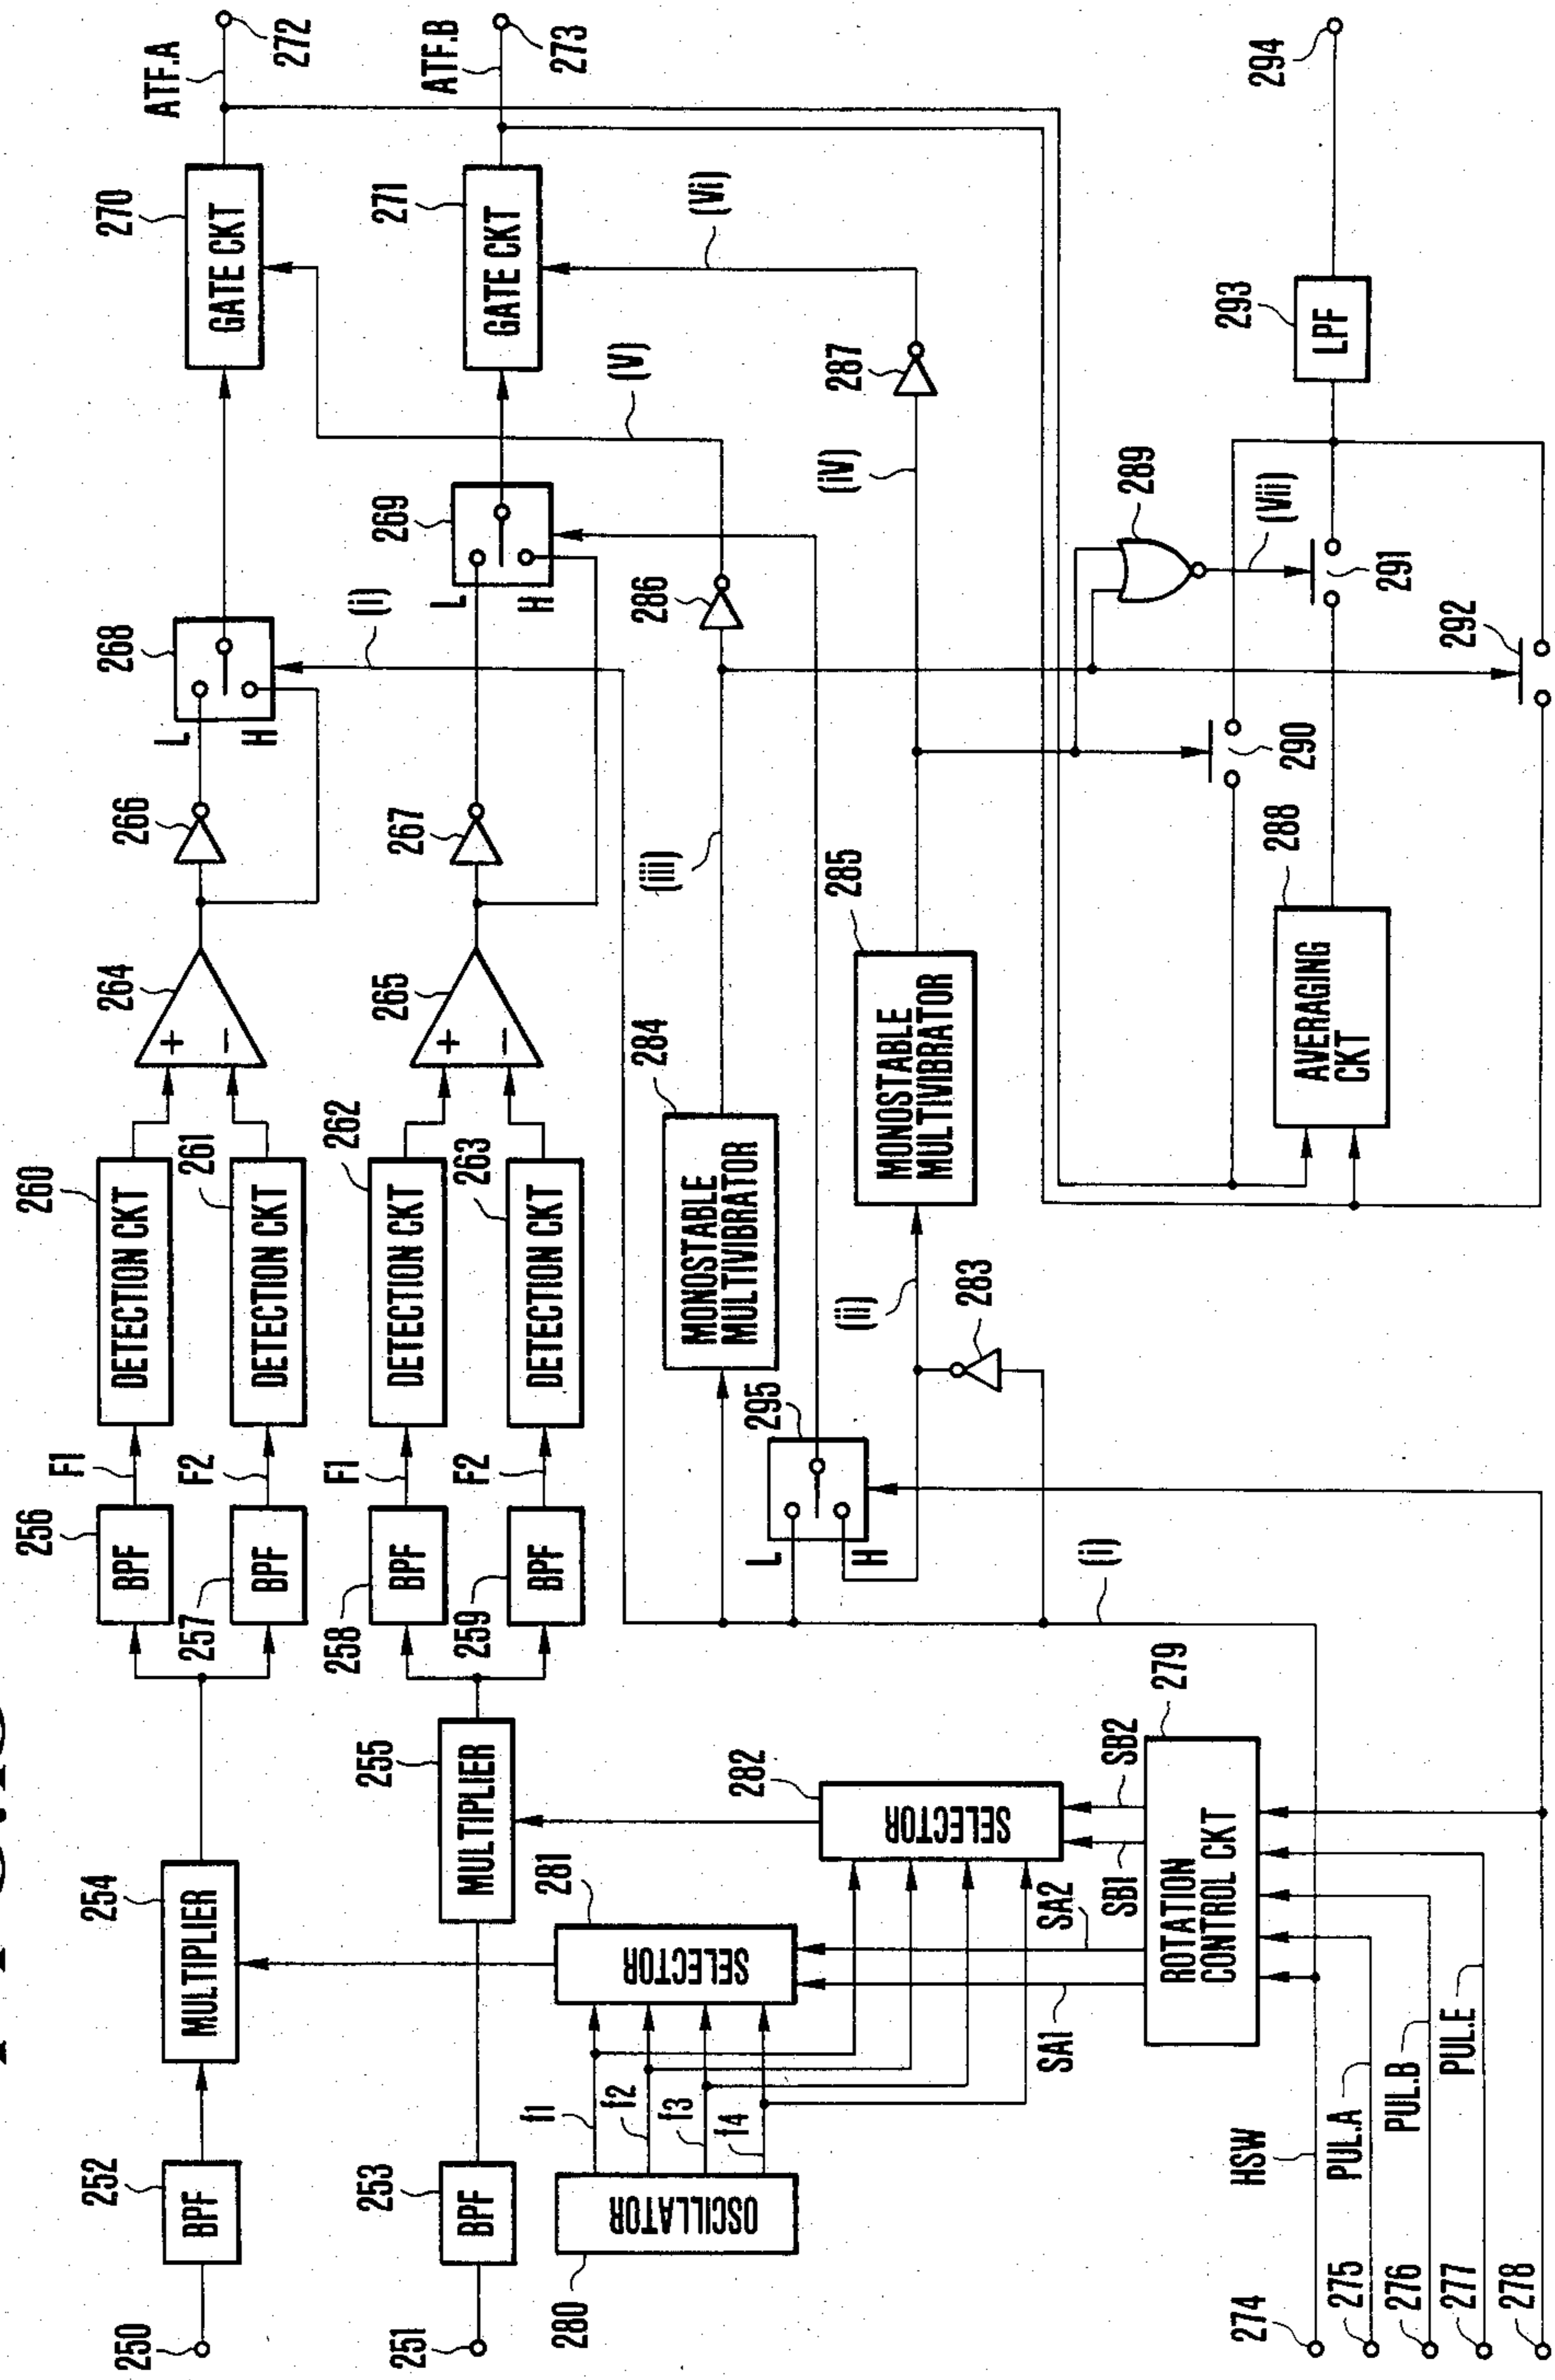 250
BPF
252
MULTIPLIER
254
BPF
256
F1
DETECTION CKT
260
BPF
257
F2
DETECTION CKT
261
+
−
264
266
L
H
268
GATE CKT
270
ATF.A
272
251
BPF
253
MULTIPLIER
255
BPF
258
F1
DETECTION CKT
262
BPF
259
F2
DETECTION CKT
263
+
−
265
267
L
H
269
(i)
GATE CKT
271
ATF.B
273
OSCILLATOR
280
f1
f2
f3
f4
SELECTOR
281
SELECTOR
282
MONOSTABLE
MULTIVIBRATOR
284
(iii)
286
(V)
L
H
295
283
(ii)
MONOSTABLE
MULTIVIBRATOR
285
(iV)
287
(Vi)
SA1
SA2
SB1
SB2
ROTATION
CONTROL CKT
279
(i)
AVERAGING
CKT
288
290
289
(Vii)
291
292
LPF
293
294
274
HSW
275
PUL.A
276
PUL.B
277
PUL.E
278